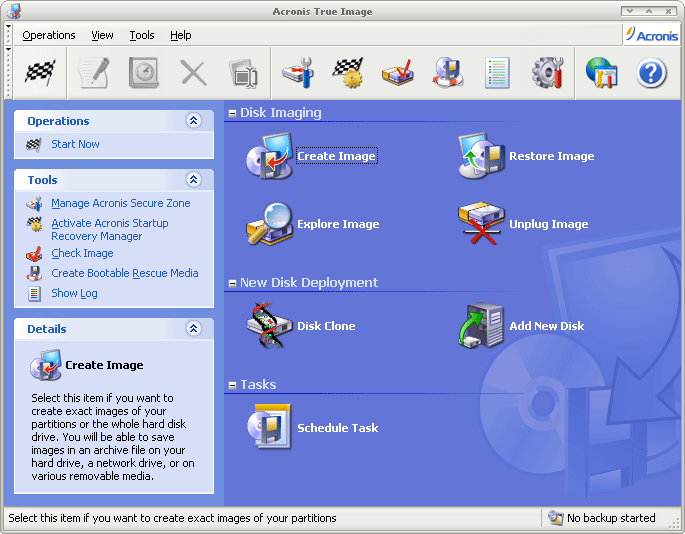 Acronis True Image
Operations View Tools Help
Acronis
Operations
Start Now
Tools
Manage Acronis Secure Zone
Activate Acronis Startup
Recovery Manager
Check Image
Create Bootable Rescue Media
Show Log
Details
Create Image
Select this item if you want to
create exact images of your
partitions or the whole hard disk
drive. You will be able to save
images in an archive file on your
hard drive, a network drive, or on
various removable media.
Disk Imaging
Create Image
Restore Image
Explore Image
Unplug Image
New Disk Deployment
Disk Clone
Add New Disk
Tasks
Schedule Task
Select this item if you want to create exact images of your partitions
No backup started